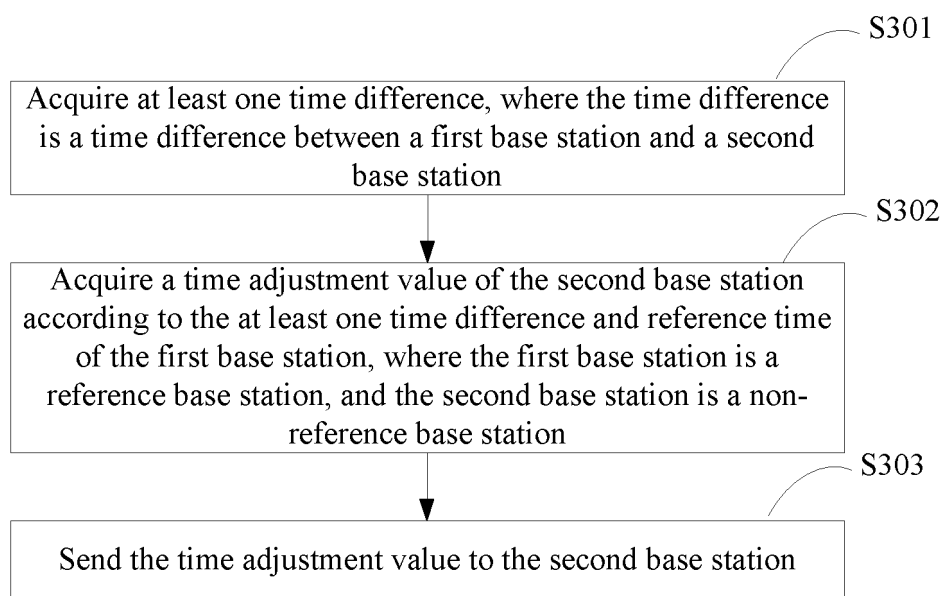 S301
Acquire at least one time difference, where the time difference
is a time difference between a first base station and a second
base station
S302
Acquire a time adjustment value of the second base station
according to the at least one time difference and reference time
of the first base station, where the first base station is a
reference base station, and the second base station is a non-
reference base station
S303
Send the time adjustment value to the second base station